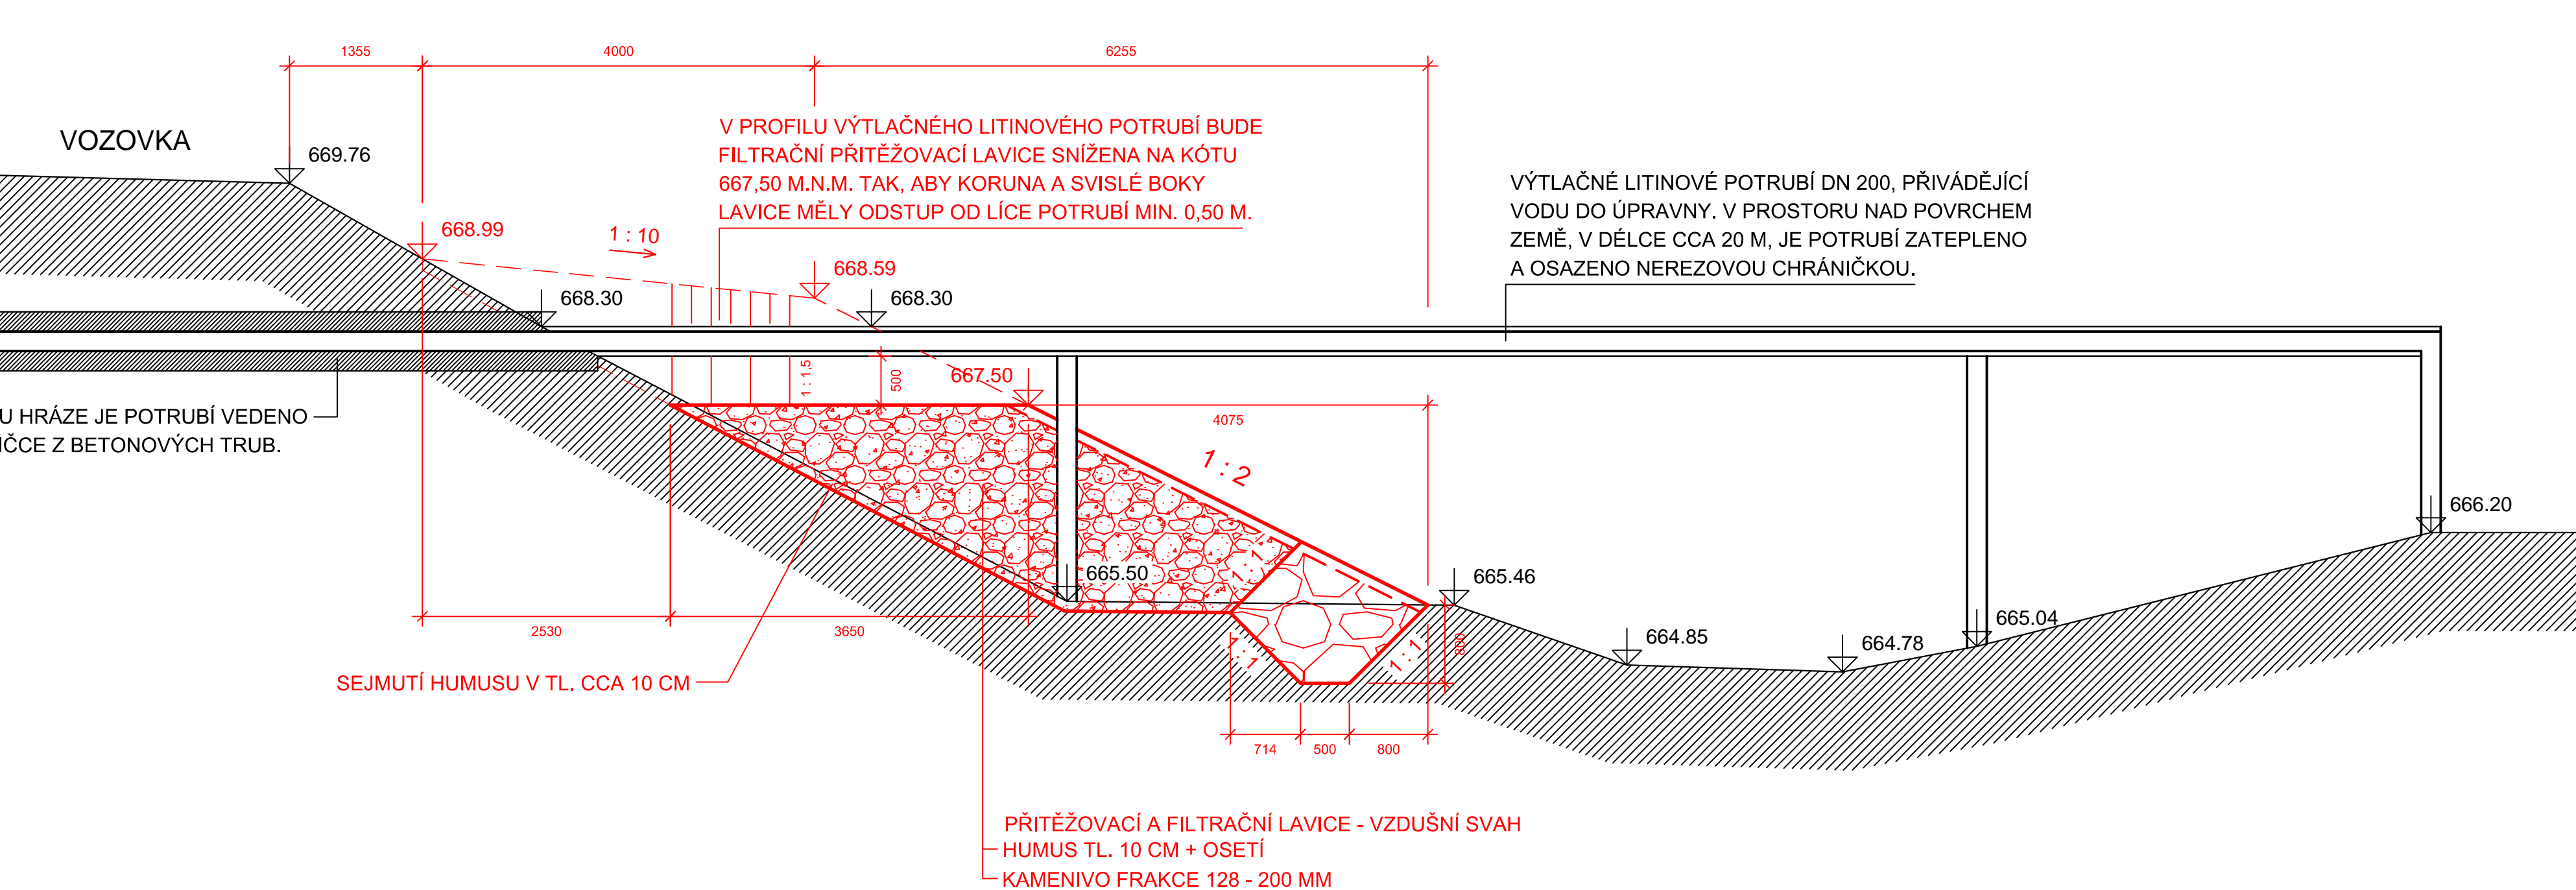 1355
4000
6255
VOZOVKA
669.76
V PROFILU VÝTLAČNÉHO LITINOVÉHO POTRUBÍ BUDE
FILTRAČNÍ PŘITĚŽOVACÍ LAVICE SNÍŽENA NA KÓTU
667,50 M.N.M. TAK, ABY KORUNA A SVISLÉ BOKY
LAVICE MĚLY ODSTUP OD LÍCE POTRUBÍ MIN. 0,50 M.
VÝTLAČNÉ LITINOVÉ POTRUBÍ DN 200, PŘIVÁDĚJÍCÍ
VODU DO ÚPRAVNY. V PROSTORU NAD POVRCHEM
ZEMĚ, V DÉLCE CCA 20 M, JE POTRUBÍ ZATEPLENO
A OSAZENO NEREZOVOU CHRÁNIČKOU.
668.99
1 : 10
668.59
668.30
668.30
1 : 1,5
500
667.50
4075
U HRÁZE JE POTRUBÍ VEDENO
IČCE Z BETONOVÝCH TRUB.
1 : 2
666.20
1 : 1
665.50
665.46
665.04
664.85
664.78
2530
3650
1 : 1
1 : 1
800
SEJMUTÍ HUMUSU V TL. CCA 10 CM
714
500
800
PŘITĚŽOVACÍ A FILTRAČNÍ LAVICE - VZDUŠNÍ SVAH
HUMUS TL. 10 CM + OSETÍ
KAMENIVO FRAKCE 128 - 200 MM